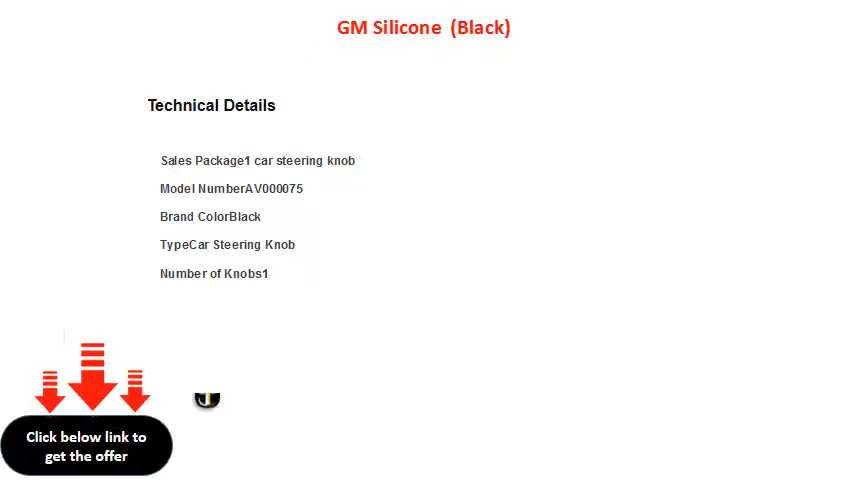 GM Silicone (Black)
Technical Details
Sales Package1 car steering knob
Model NumberAV000075
Brand ColorBlack
TypeCar Steering Knob
Number of Knobs1
Click below link to
get the offer